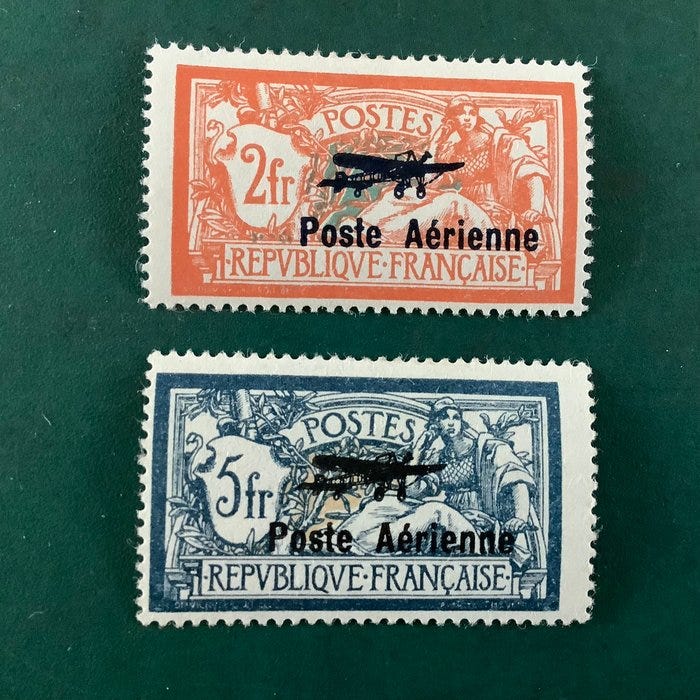 POSTES
2fr
Poste Aérienne
REPVBLIQVE·FRANÇAISE
POSTES
5fr
Poste Aérienne
REPVBLIQVE·FRANÇAISE